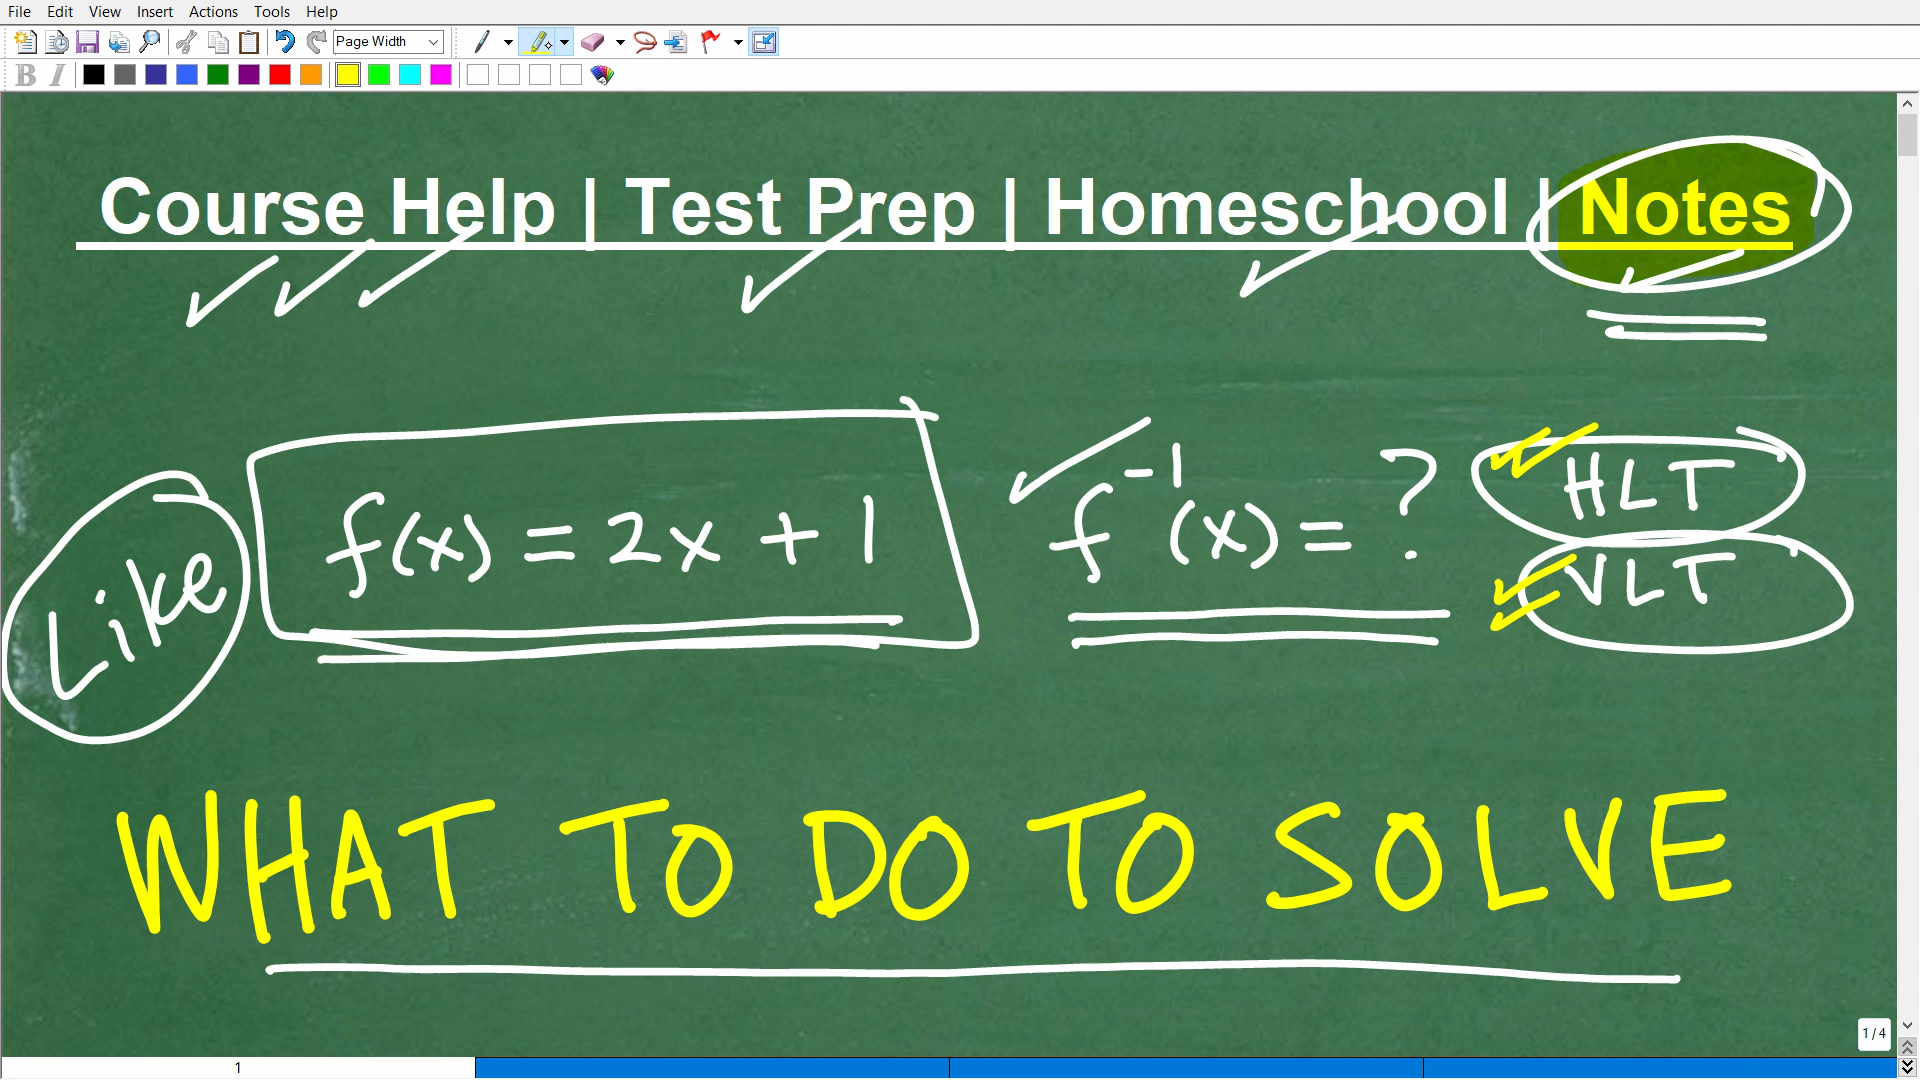 File Edit View Insert Actions Tools Help
Page Width
B I
Course Help | Test Prep | Homeschool | Notes
Like
f(x) = 2x + 1
f⁻¹(x) = ?
HLT
VLT
WHAT TO DO TO SOLVE
1 / 4
1